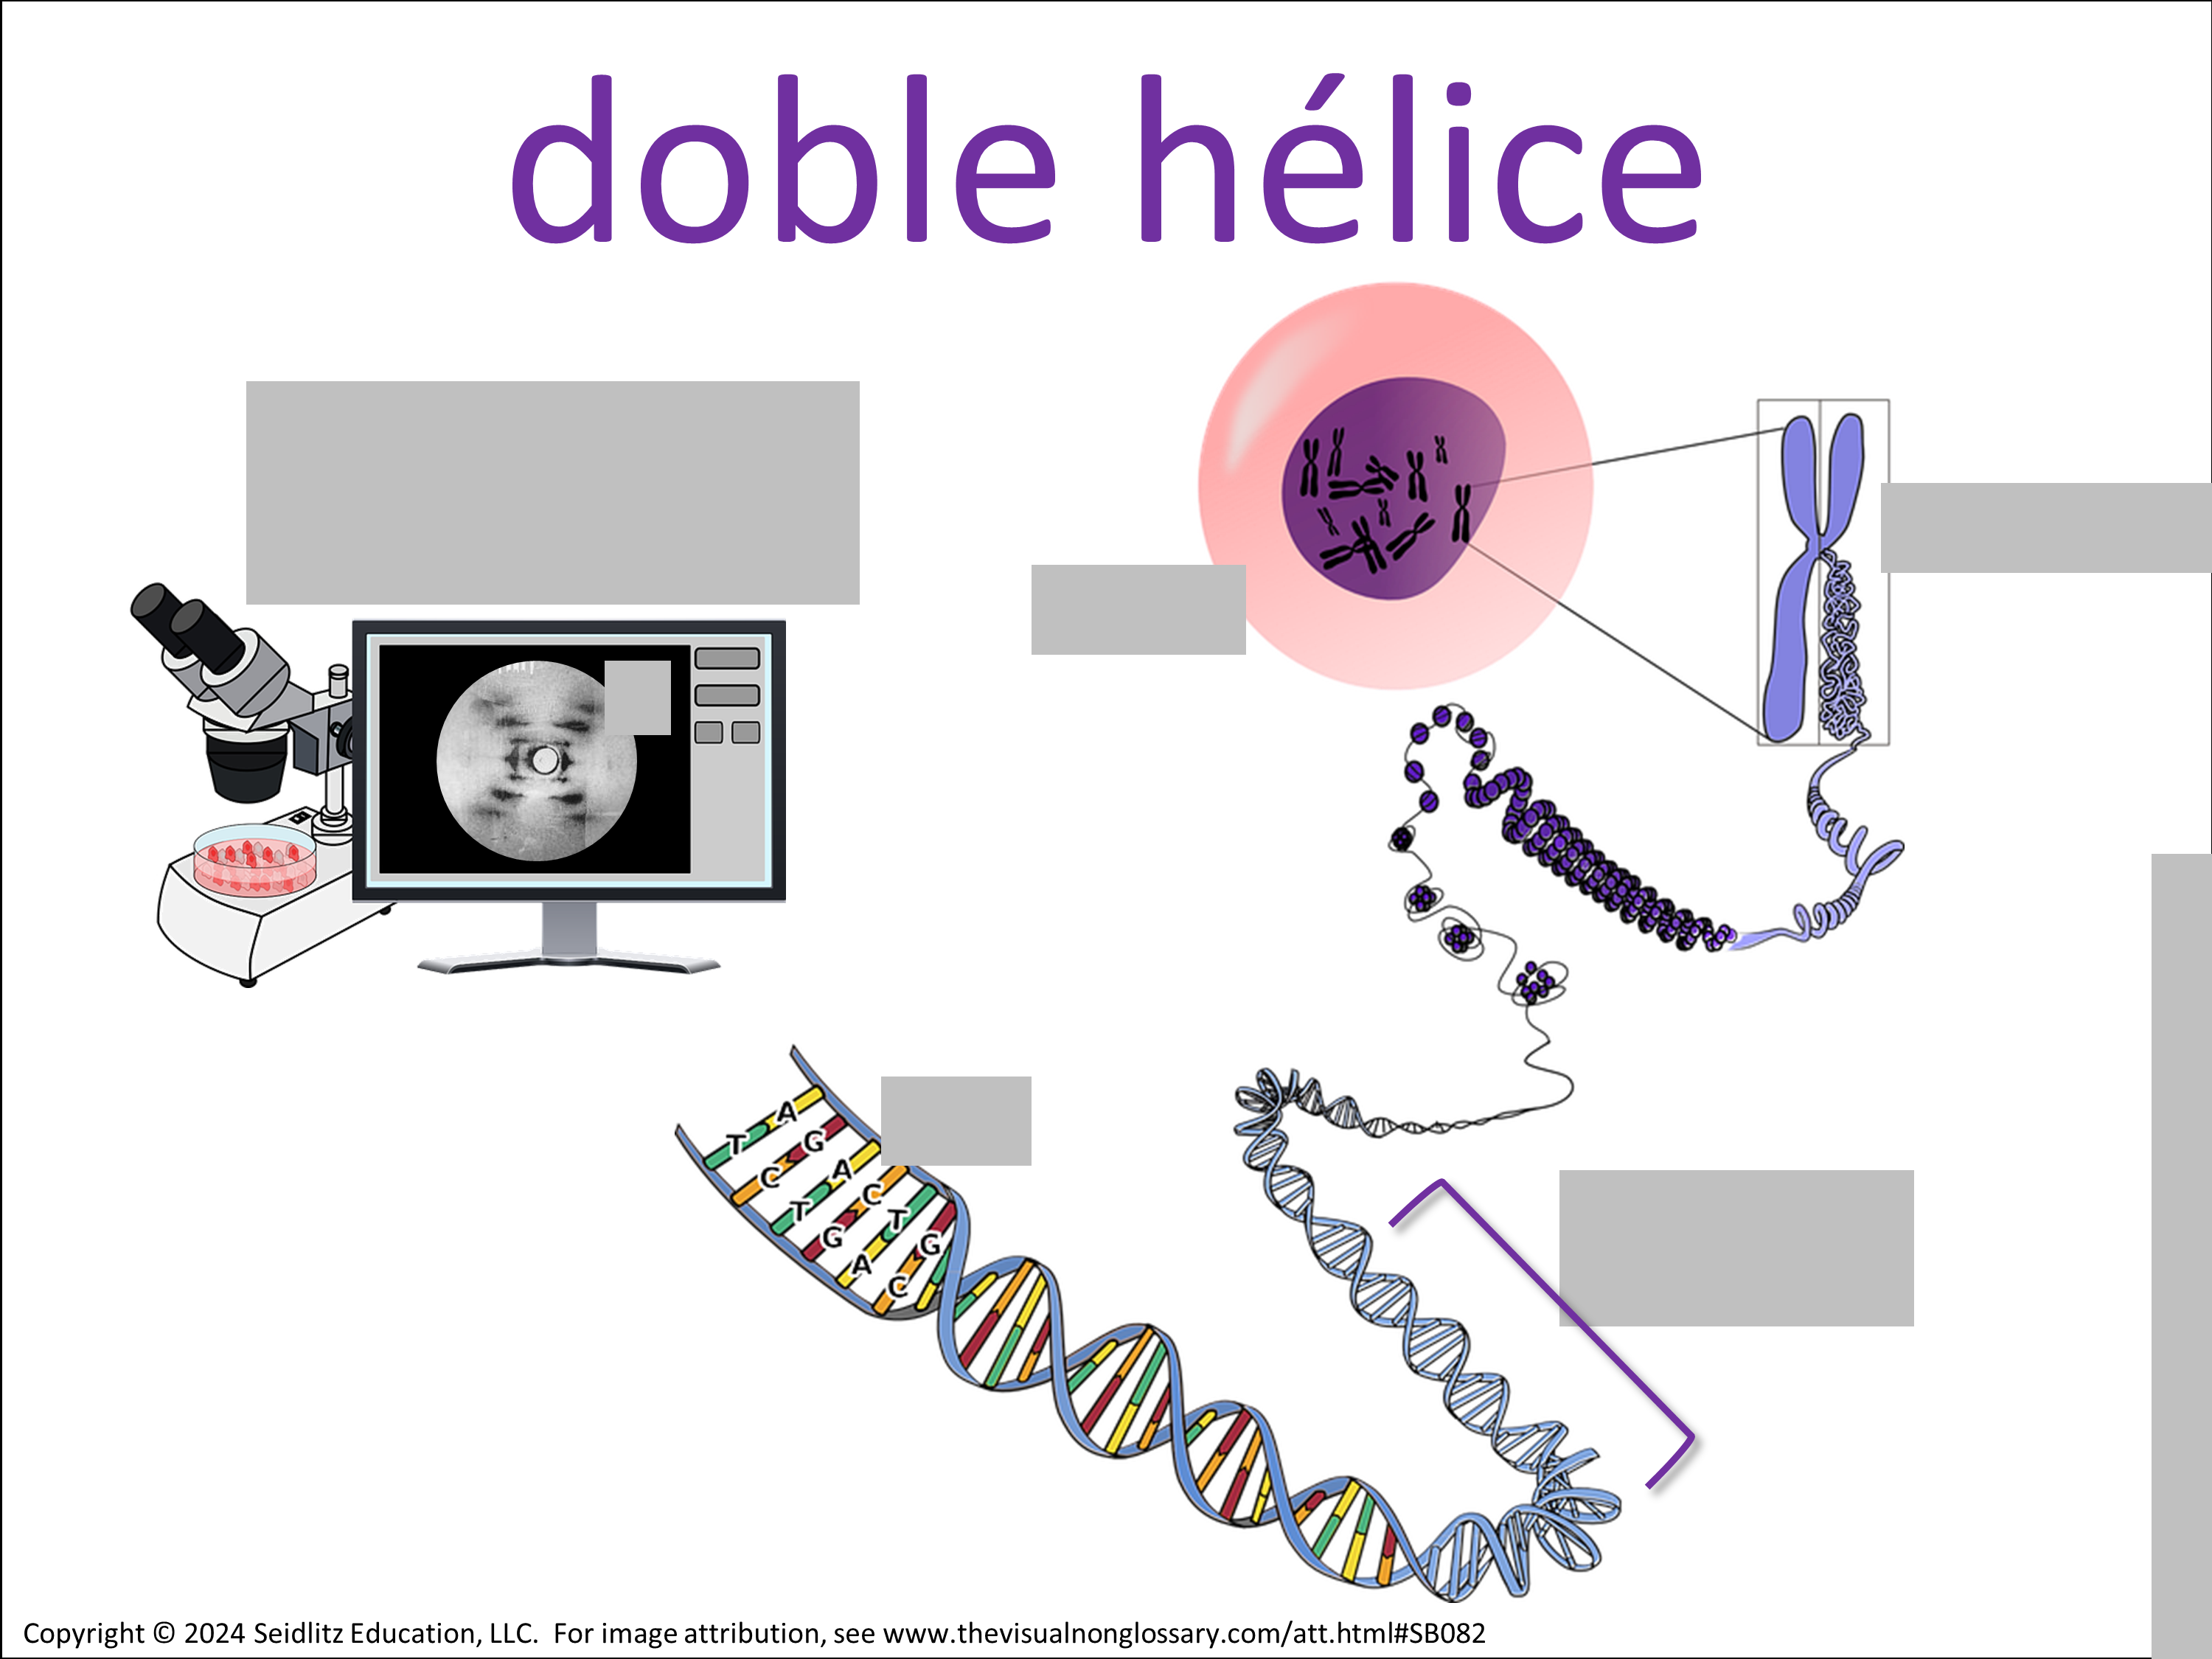 doble hélice
A
T
G
C
A
T
C
G
T
A
G
C
Copyright © 2024 Seidlitz Education, LLC.  For image attribution, see www.thevisualnonglossary.com/att.html#SB082